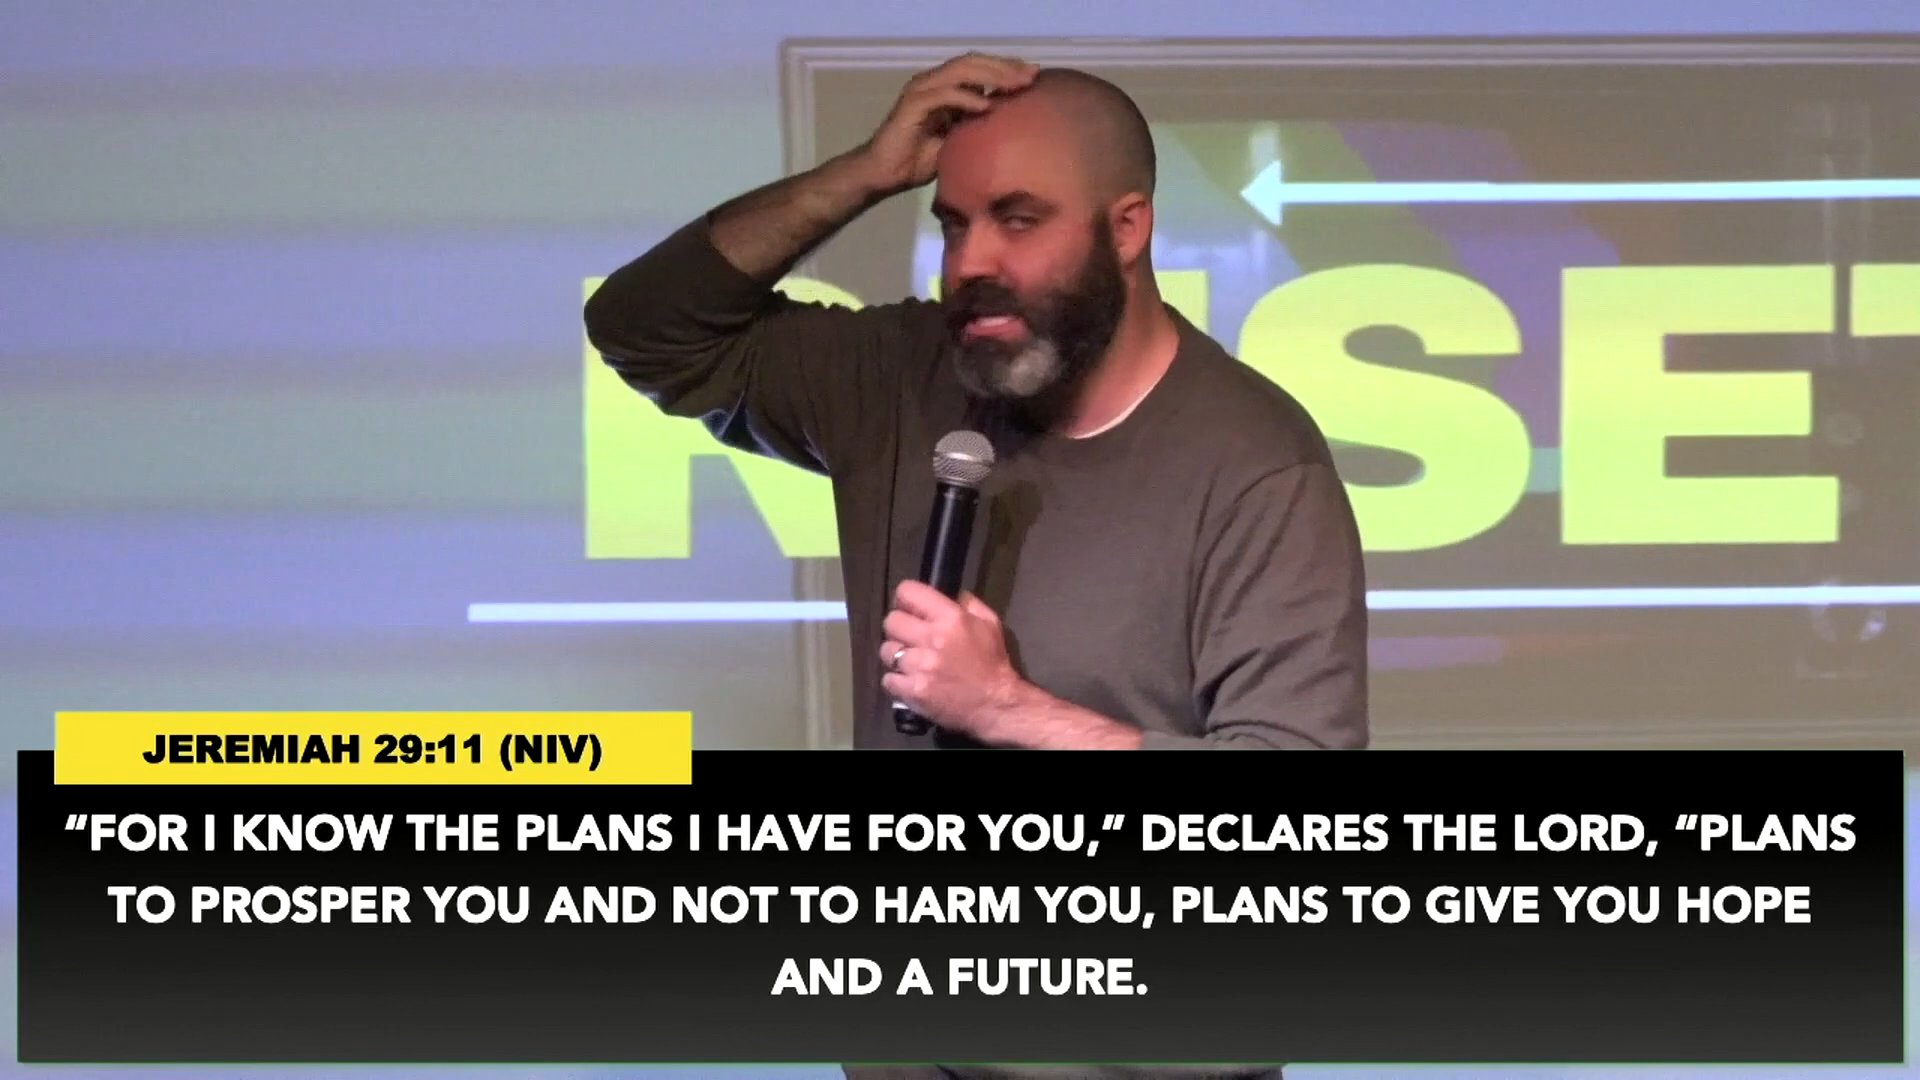 RESET
JEREMIAH 29:11 (NIV)
“FOR I KNOW THE PLANS I HAVE FOR YOU,” DECLARES THE LORD, “PLANS
TO PROSPER YOU AND NOT TO HARM YOU, PLANS TO GIVE YOU HOPE
AND A FUTURE.